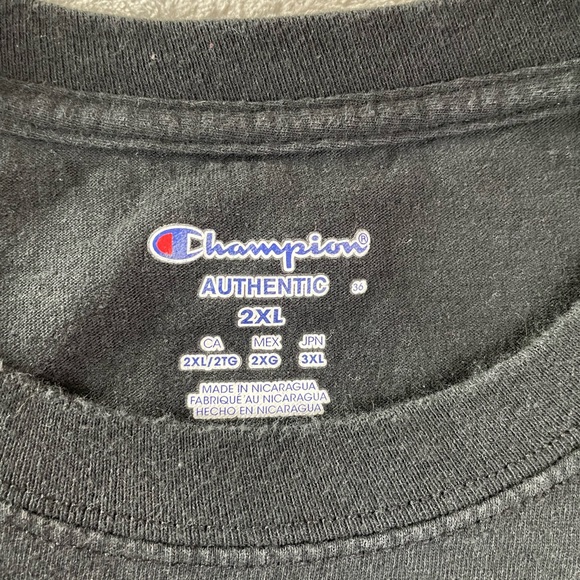 Champion®
AUTHENTIC 36
2XL
CA MEX JPN
2XL/2TG 2XG 3XL
MADE IN NICARAGUA
FABRIQUÉ AU NICARAGUA
HECHO EN NICARAGUA